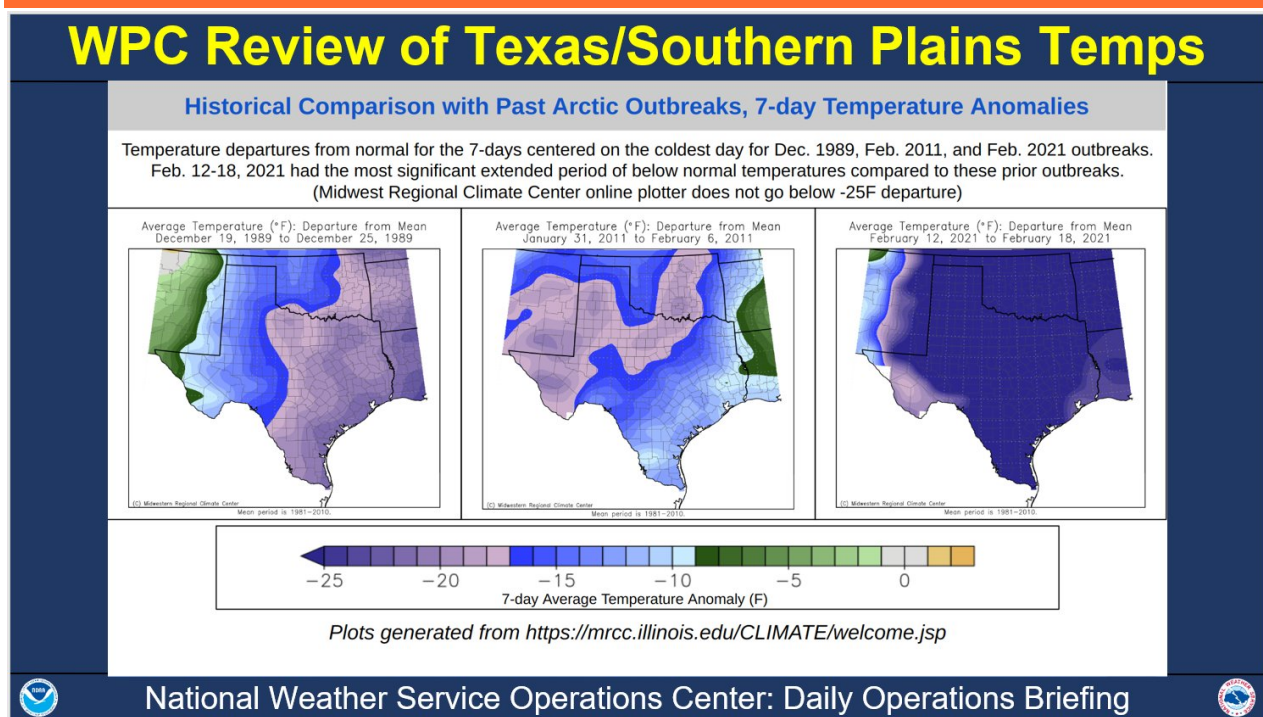 WPC Review of Texas/Southern Plains Temps
Historical Comparison with Past Arctic Outbreaks, 7-day Temperature Anomalies
Temperature departures from normal for the 7-days centered on the coldest day for Dec. 1989, Feb. 2011, and Feb. 2021 outbreaks.
Feb. 12-18, 2021 had the most significant extended period of below normal temperatures compared to these prior outbreaks.
(Midwest Regional Climate Center online plotter does not go below -25F departure)
Average Temperature (°F): Departure from Mean
December 19, 1989 to December 25, 1989
(C) Midwestern Regional Climate Center
Mean period is 1981-2010.
Average Temperature (°F): Departure from Mean
January 31, 2011 to February 6, 2011
(C) Midwestern Regional Climate Center
Mean period is 1981-2010.
Average Temperature (°F): Departure from Mean
February 12, 2021 to February 18, 2021
(C) Midwestern Regional Climate Center
Mean period is 1981-2010.
-25 -20 -15 -10 -5 0
7-day Average Temperature Anomaly (F)
Plots generated from https://mrcc.illinois.edu/CLIMATE/welcome.jsp
National Weather Service Operations Center: Daily Operations Briefing